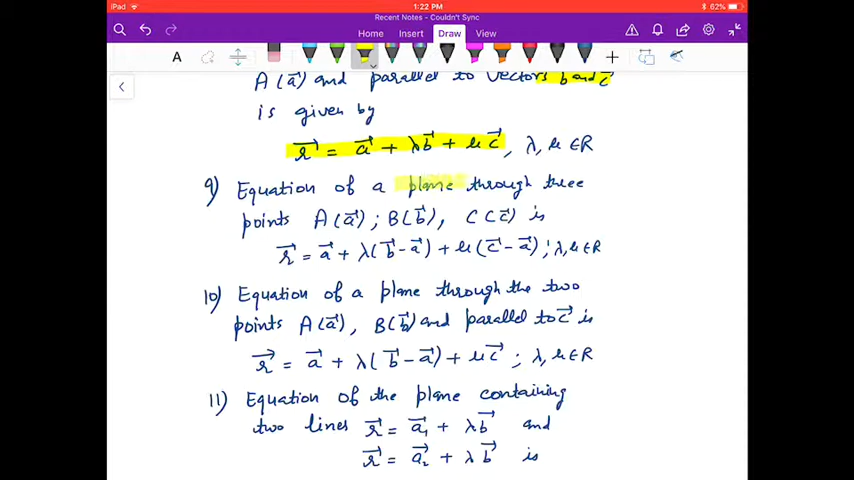 iPad
1:22 PM
62%
Recent Notes - Couldn't Sync
Home Insert Draw View
A
A(a⃗) and parallel to vectors b and c⃗
is given by
r⃗ = a⃗ + λb⃗ + μc⃗, λ, μ ∈ R
9) Equation of a plane through three
points A(a⃗); B(b⃗), C(c⃗) is
r⃗ = a⃗ + λ(b⃗ - a⃗) + μ(c⃗ - a⃗); λ, μ ∈ R
10) Equation of a plane through the two
points A(a⃗), B(b⃗) and parallel to c⃗ is
r⃗ = a⃗ + λ(b⃗ - a⃗) + μc⃗; λ, μ ∈ R
11) Equation of the plane containing
two lines r⃗ = a⃗₁ + λb⃗ and
r⃗ = a⃗₂ + λb⃗ is